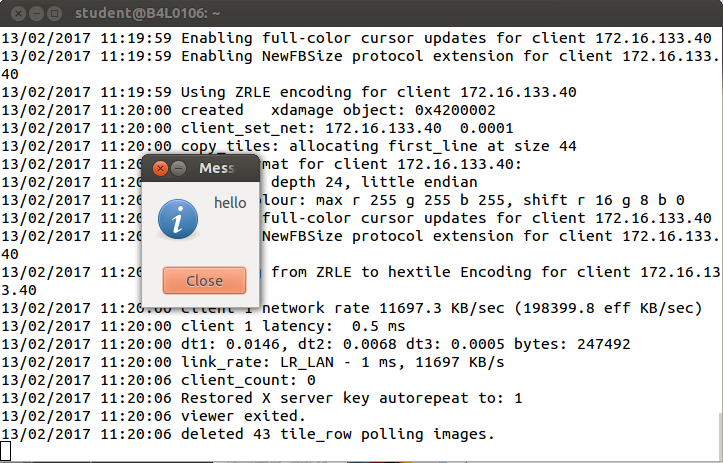 student@B4L0106: ~
13/02/2017 11:19:59 Enabling full-color cursor updates for client 172.16.133.40
13/02/2017 11:19:59 Enabling NewFBSize protocol extension for client 172.16.133.
40
13/02/2017 11:19:59 Using ZRLE encoding for client 172.16.133.40
13/02/2017 11:20:00 created   xdamage object: 0x4200002
13/02/2017 11:20:00 client_set_net: 172.16.133.40  0.0001
13/02/2017 11:20:00 copy_tiles: allocating first_line at size 44
13/02/2017 11:20 mat for client 172.16.133.40:
13/02/2017 11:20 depth 24, little endian
13/02/2017 11:20 olour: max r 255 g 255 b 255, shift r 16 g 8 b 0
13/02/2017 11:20 full-color cursor updates for client 172.16.133.40
13/02/2017 11:20 NewFBSize protocol extension for client 172.16.133.
40
13/02/2017 11:20 from ZRLE to hextile Encoding for client 172.16.13
3.40
13/02/2017 11:20:00 client 1 network rate 11697.3 KB/sec (198399.8 eff KB/sec)
13/02/2017 11:20:00 client 1 latency:  0.5 ms
13/02/2017 11:20:00 dt1: 0.0146, dt2: 0.0068 dt3: 0.0005 bytes: 247492
13/02/2017 11:20:00 link_rate: LR_LAN - 1 ms, 11697 KB/s
13/02/2017 11:20:06 client_count: 0
13/02/2017 11:20:06 Restored X server key autorepeat to: 1
13/02/2017 11:20:06 viewer exited.
13/02/2017 11:20:06 deleted 43 tile_row polling images.
Mess
hello
Close